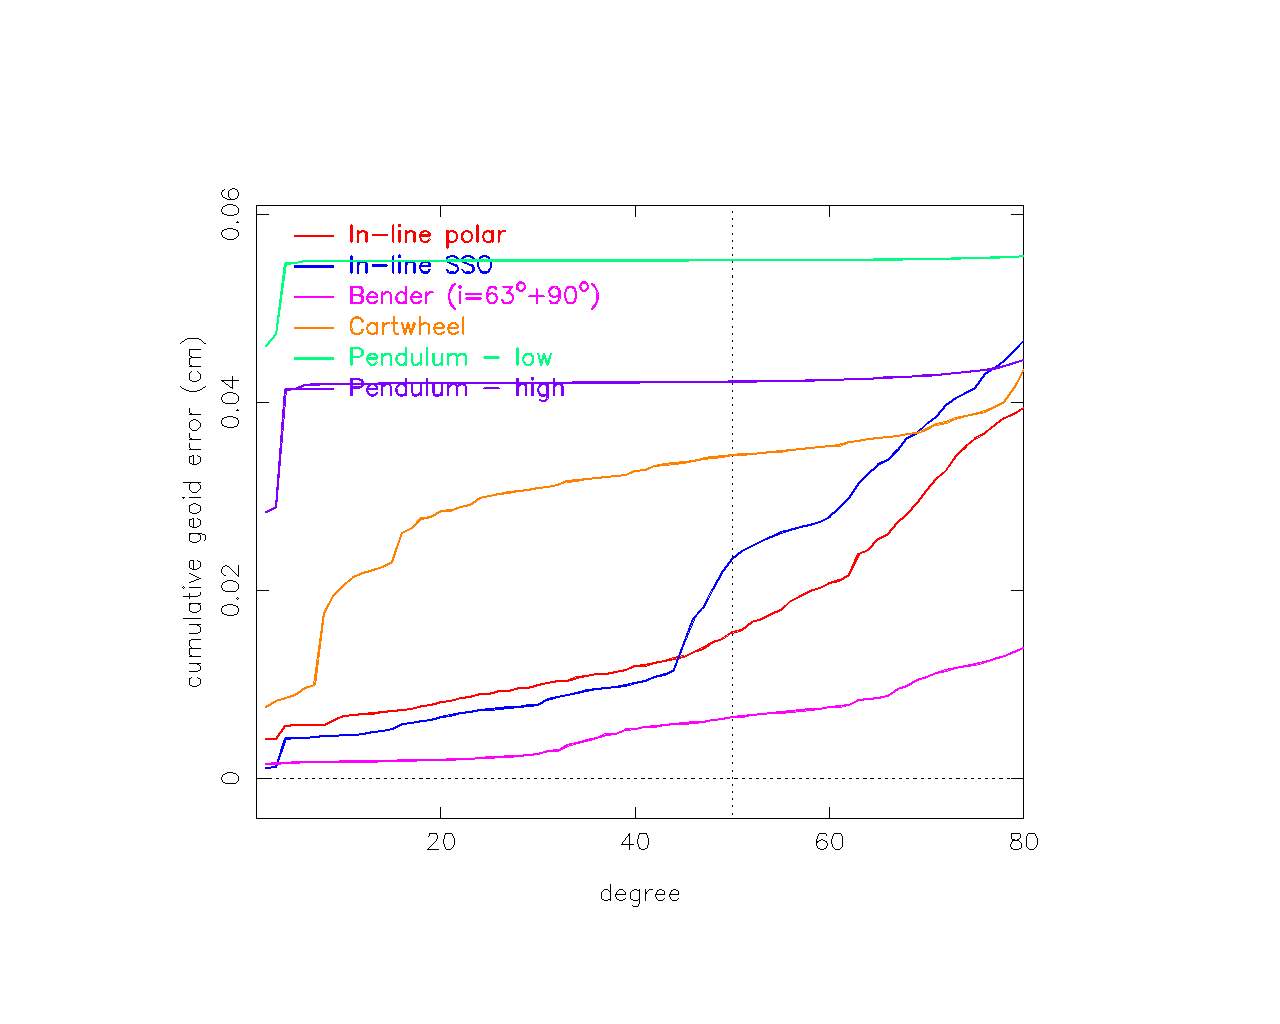 0.06
In-line polar
In-line SSO
Bender (i=63°+90°)
Cartwheel
Pendulum - low
Pendulum - high
0.04
0.02
0
cumulative geoid error (cm)
20 40 60 80
degree